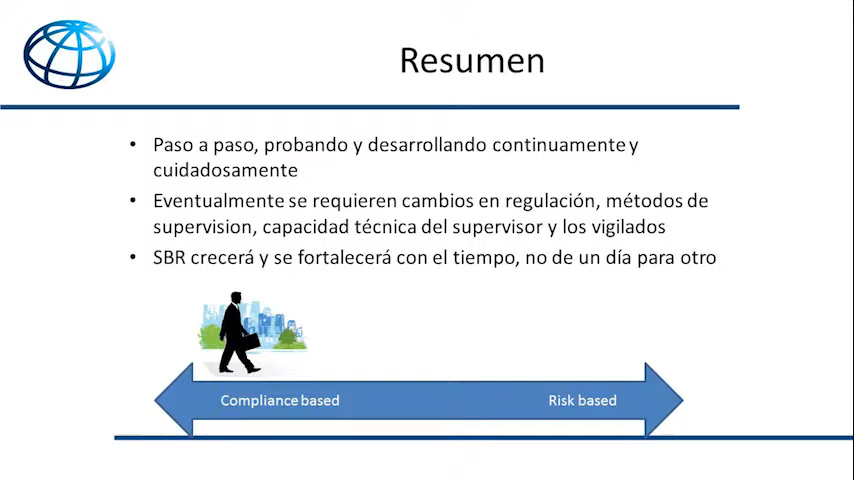 Resumen
• Paso a paso, probando y desarrollando continuamente y
cuidadosamente
• Eventualmente se requieren cambios en regulación, métodos de
supervision, capacidad técnica del supervisor y los vigilados
• SBR crecerá y se fortalecerá con el tiempo, no de un día para otro
Compliance based Risk based